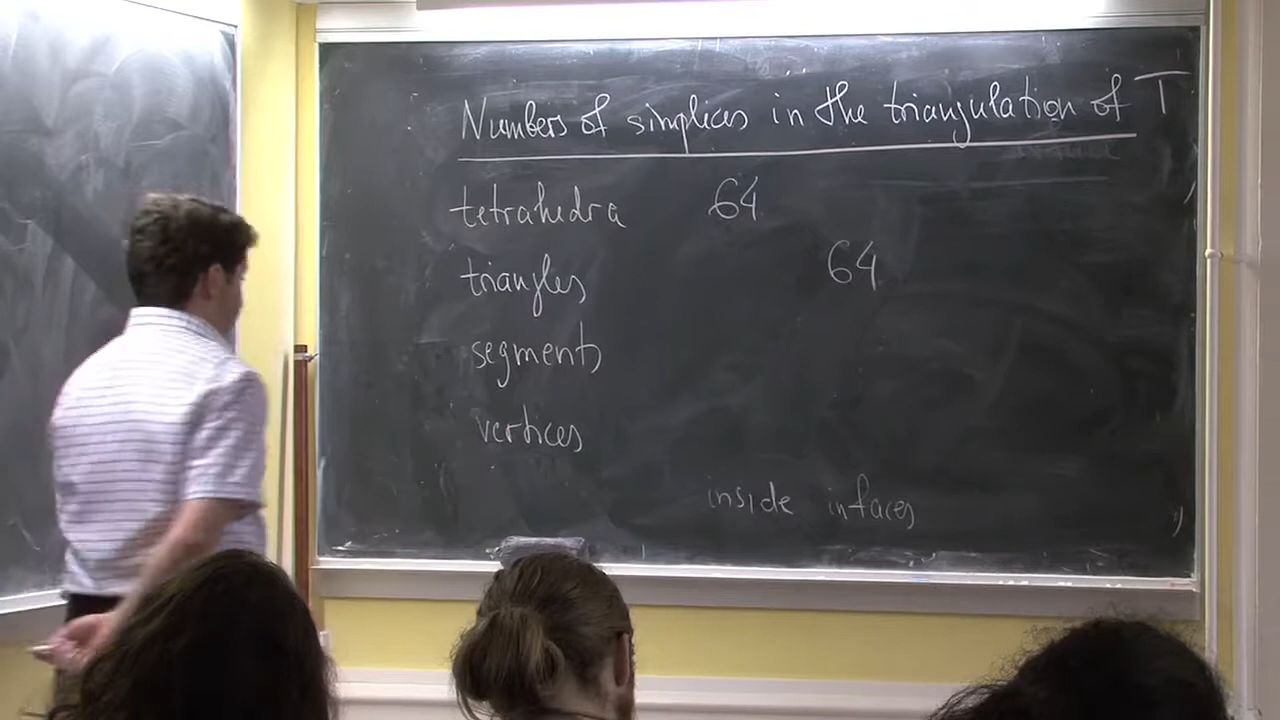 Numbers of simplices in the triangulation of T
tetrahedra 64
triangles 64
segments
vertices
inside in faces